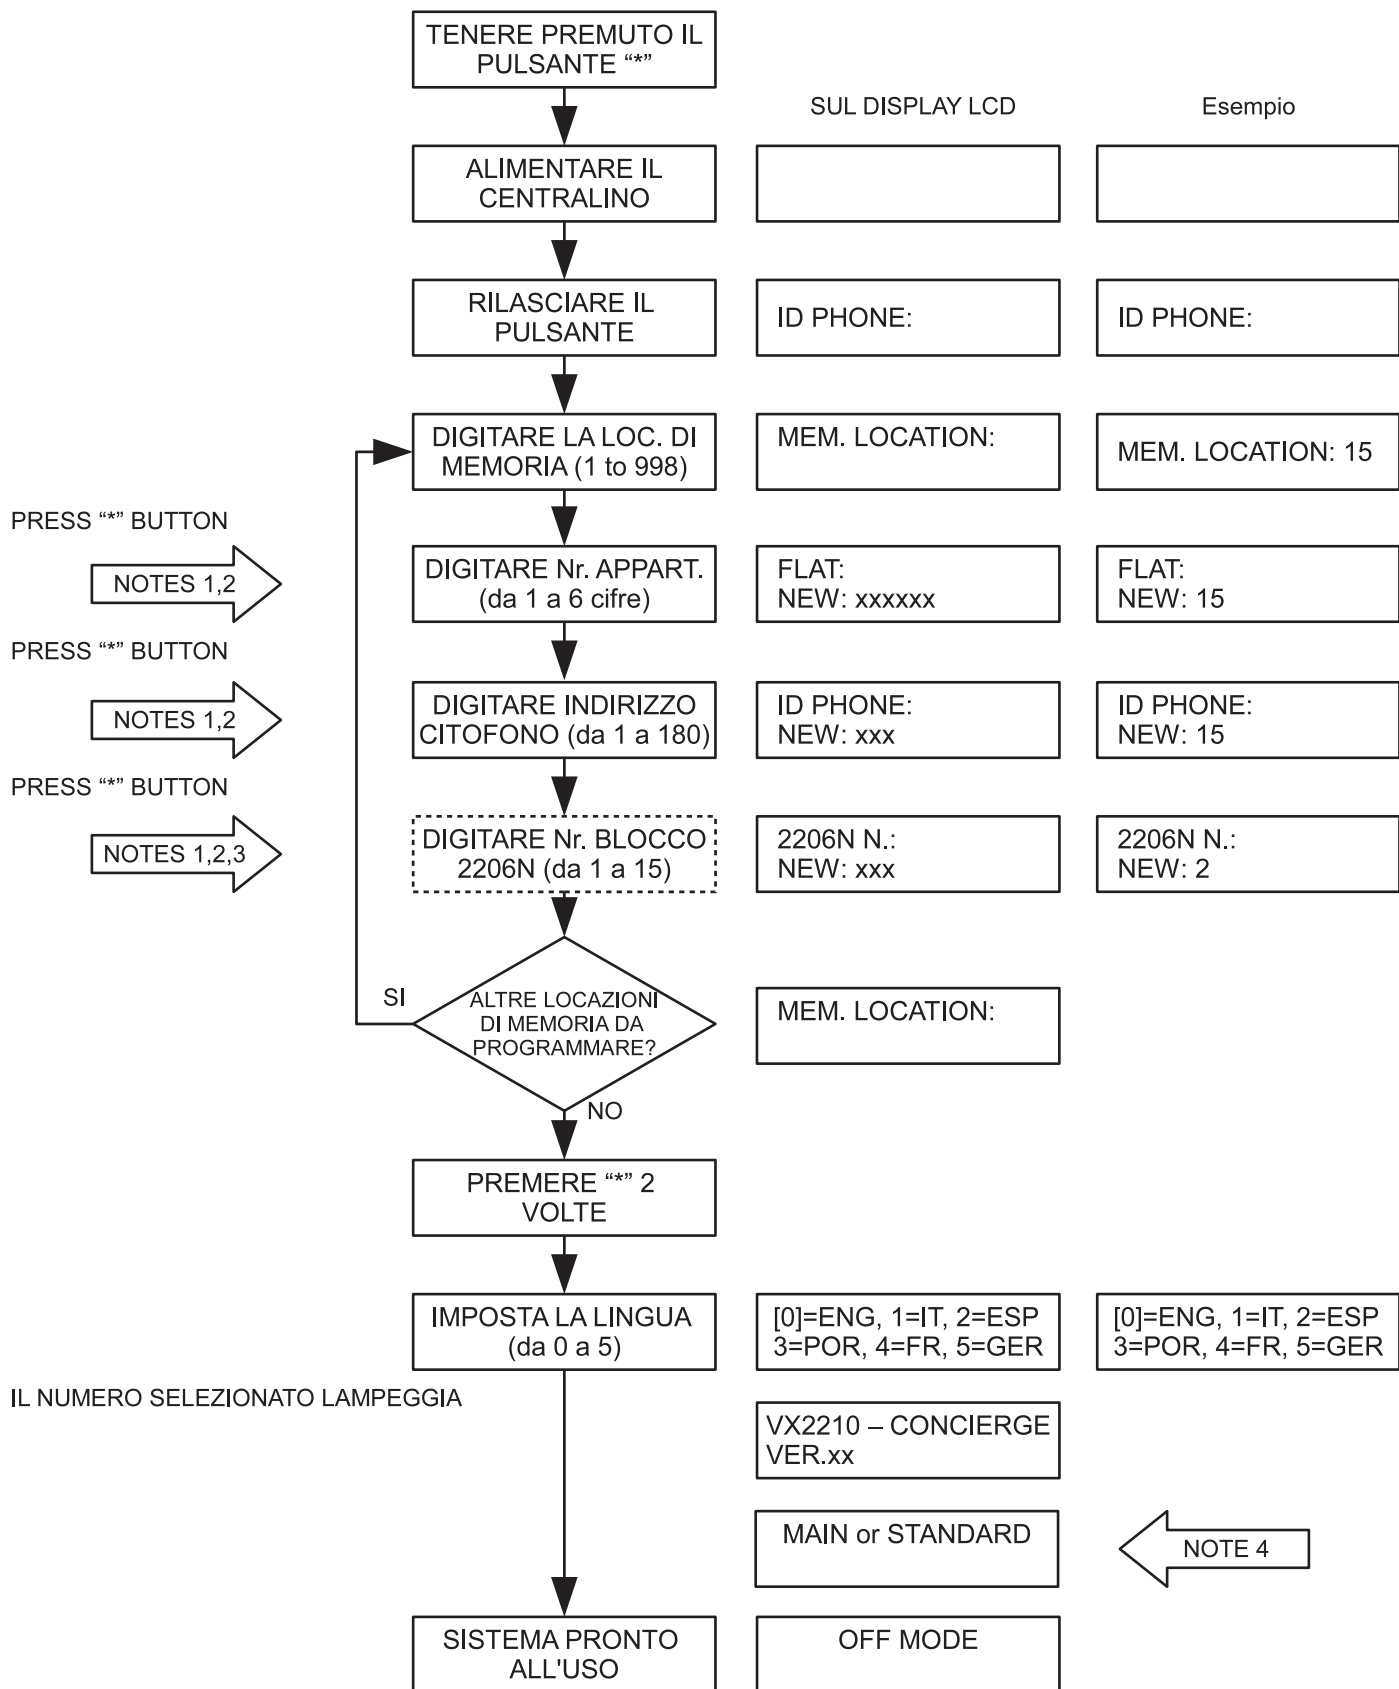 TENERE PREMUTO IL
PULSANTE “*”
SUL DISPLAY LCD
Esempio
ALIMENTARE IL
CENTRALINO
RILASCIARE IL
PULSANTE
ID PHONE:
ID PHONE:
DIGITARE LA LOC. DI
MEMORIA (1 to 998)
MEM. LOCATION:
MEM. LOCATION: 15
PRESS “*” BUTTON
NOTES 1,2
DIGITARE Nr. APPART.
(da 1 a 6 cifre)
FLAT:
NEW: xxxxxx
FLAT:
NEW: 15
PRESS “*” BUTTON
NOTES 1,2
DIGITARE INDIRIZZO
CITOFONO (da 1 a 180)
ID PHONE:
NEW: xxx
ID PHONE:
NEW: 15
PRESS “*” BUTTON
NOTES 1,2,3
DIGITARE Nr. BLOCCO
2206N (da 1 a 15)
2206N N.:
NEW: xxx
2206N N.:
NEW: 2
SI
ALTRE LOCAZIONI
DI MEMORIA DA
PROGRAMMARE?
MEM. LOCATION:
NO
PREMERE “*” 2
VOLTE
IMPOSTA LA LINGUA
(da 0 a 5)
[0]=ENG, 1=IT, 2=ESP
3=POR, 4=FR, 5=GER
[0]=ENG, 1=IT, 2=ESP
3=POR, 4=FR, 5=GER
IL NUMERO SELEZIONATO LAMPEGGIA
VX2210 – CONCIERGE
VER.xx
MAIN or STANDARD
NOTE 4
SISTEMA PRONTO
ALL'USO
OFF MODE